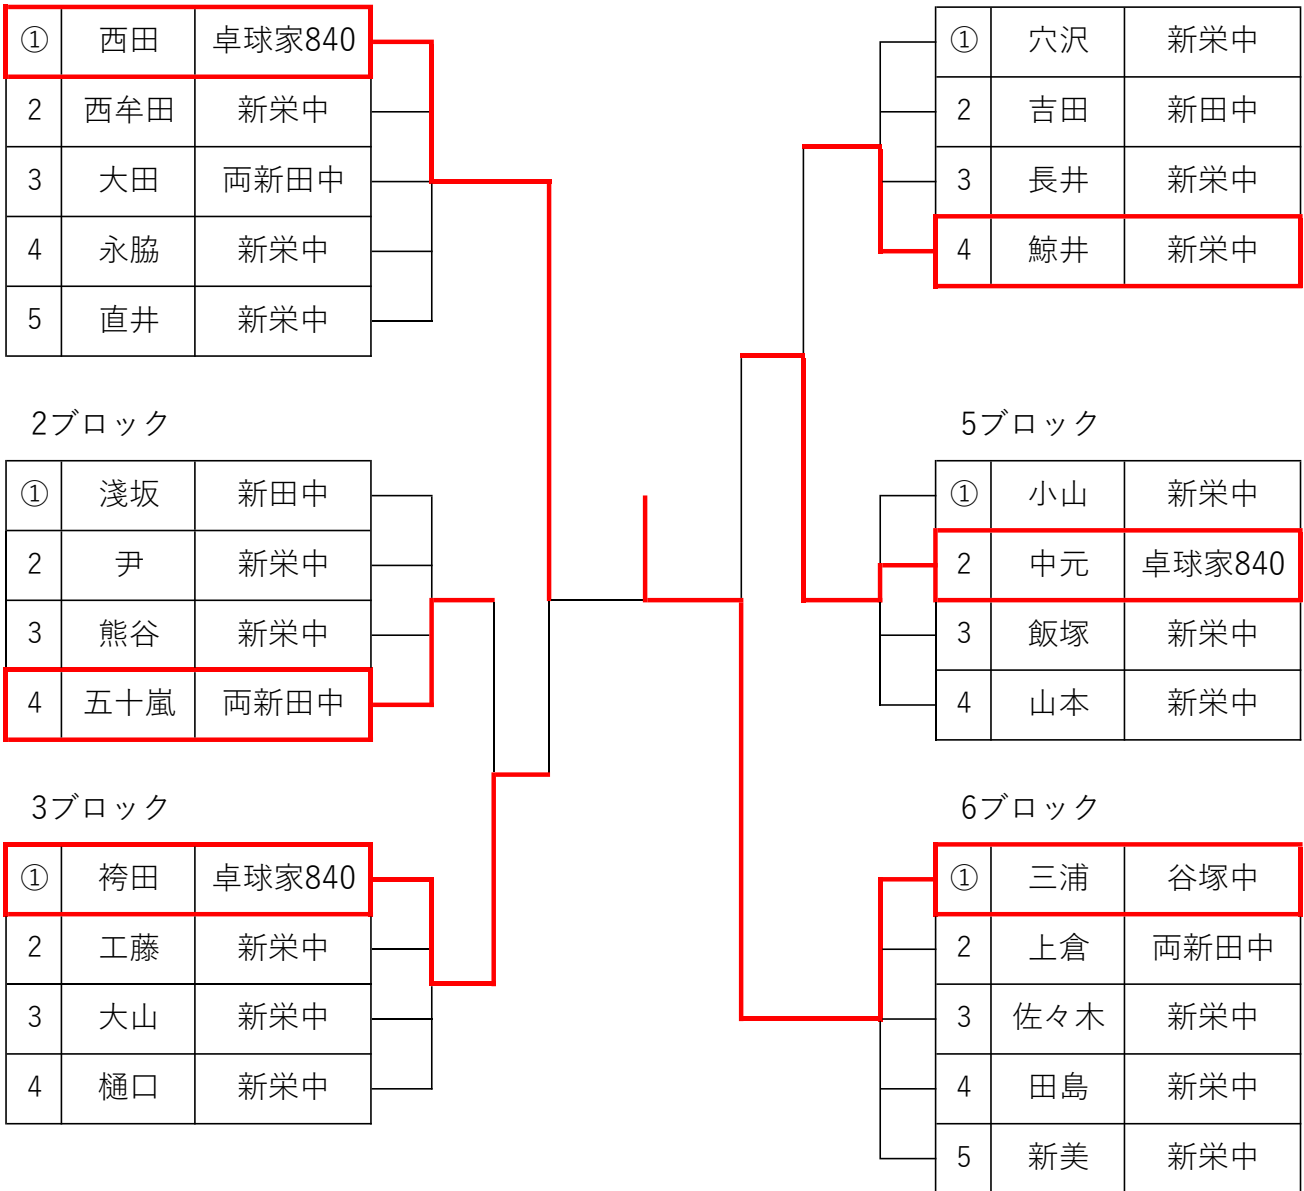 ① 西田 卓球家840
2 西牟田 新栄中
3 大田 両新田中
4 永脇 新栄中
5 直井 新栄中
2ブロック
① 淺坂 新田中
2 尹 新栄中
3 熊谷 新栄中
4 五十嵐 両新田中
3ブロック
① 袴田 卓球家840
2 工藤 新栄中
3 大山 新栄中
4 樋口 新栄中
① 穴沢 新栄中
2 吉田 新田中
3 長井 新栄中
4 鯨井 新栄中
5ブロック
① 小山 新栄中
2 中元 卓球家840
3 飯塚 新栄中
4 山本 新栄中
6ブロック
① 三浦 谷塚中
2 上倉 両新田中
3 佐々木 新栄中
4 田島 新栄中
5 新美 新栄中